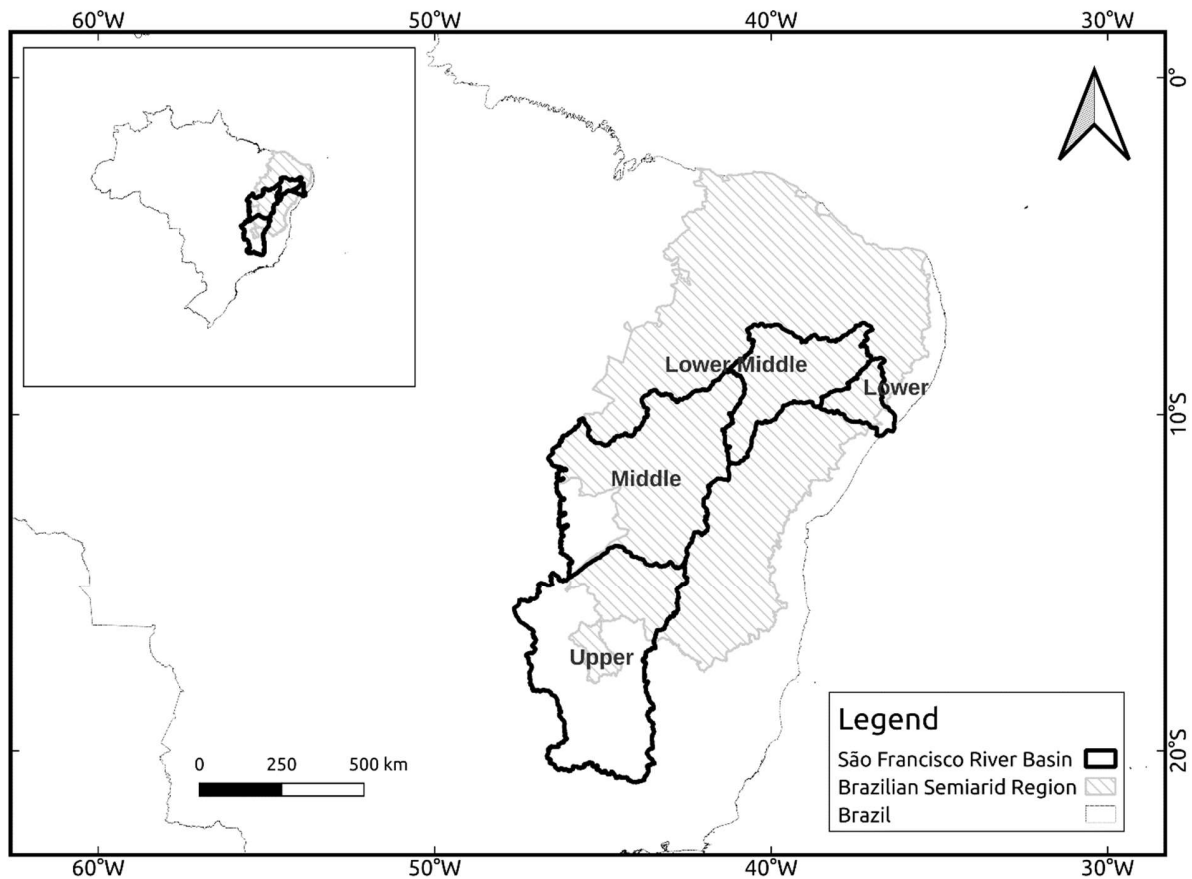 60°W 50°W 40°W 30°W
0°
Lower Middle
Lower
10°S
Middle
Upper
Legend
São Francisco River Basin
Brazilian Semiarid Region
Brazil
0 250 500 km
20°S
60°W 50°W 40°W 30°W